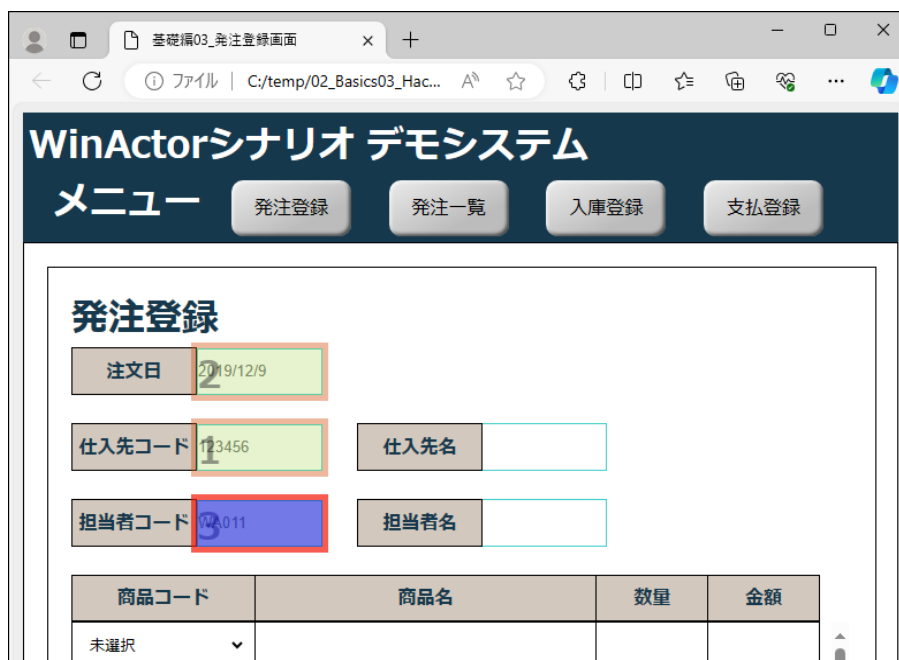 基礎編03_発注登録画面
ファイル | C:/temp/02_Basics03_Hac...
WinActorシナリオ デモシステム
メニュー 発注登録 発注一覧 入庫登録 支払登録
発注登録
注文日 2 2019/12/9
仕入先コード 1 123456 仕入先名
担当者コード 3 WA011 担当者名
商品コード 商品名 数量 金額
未選択